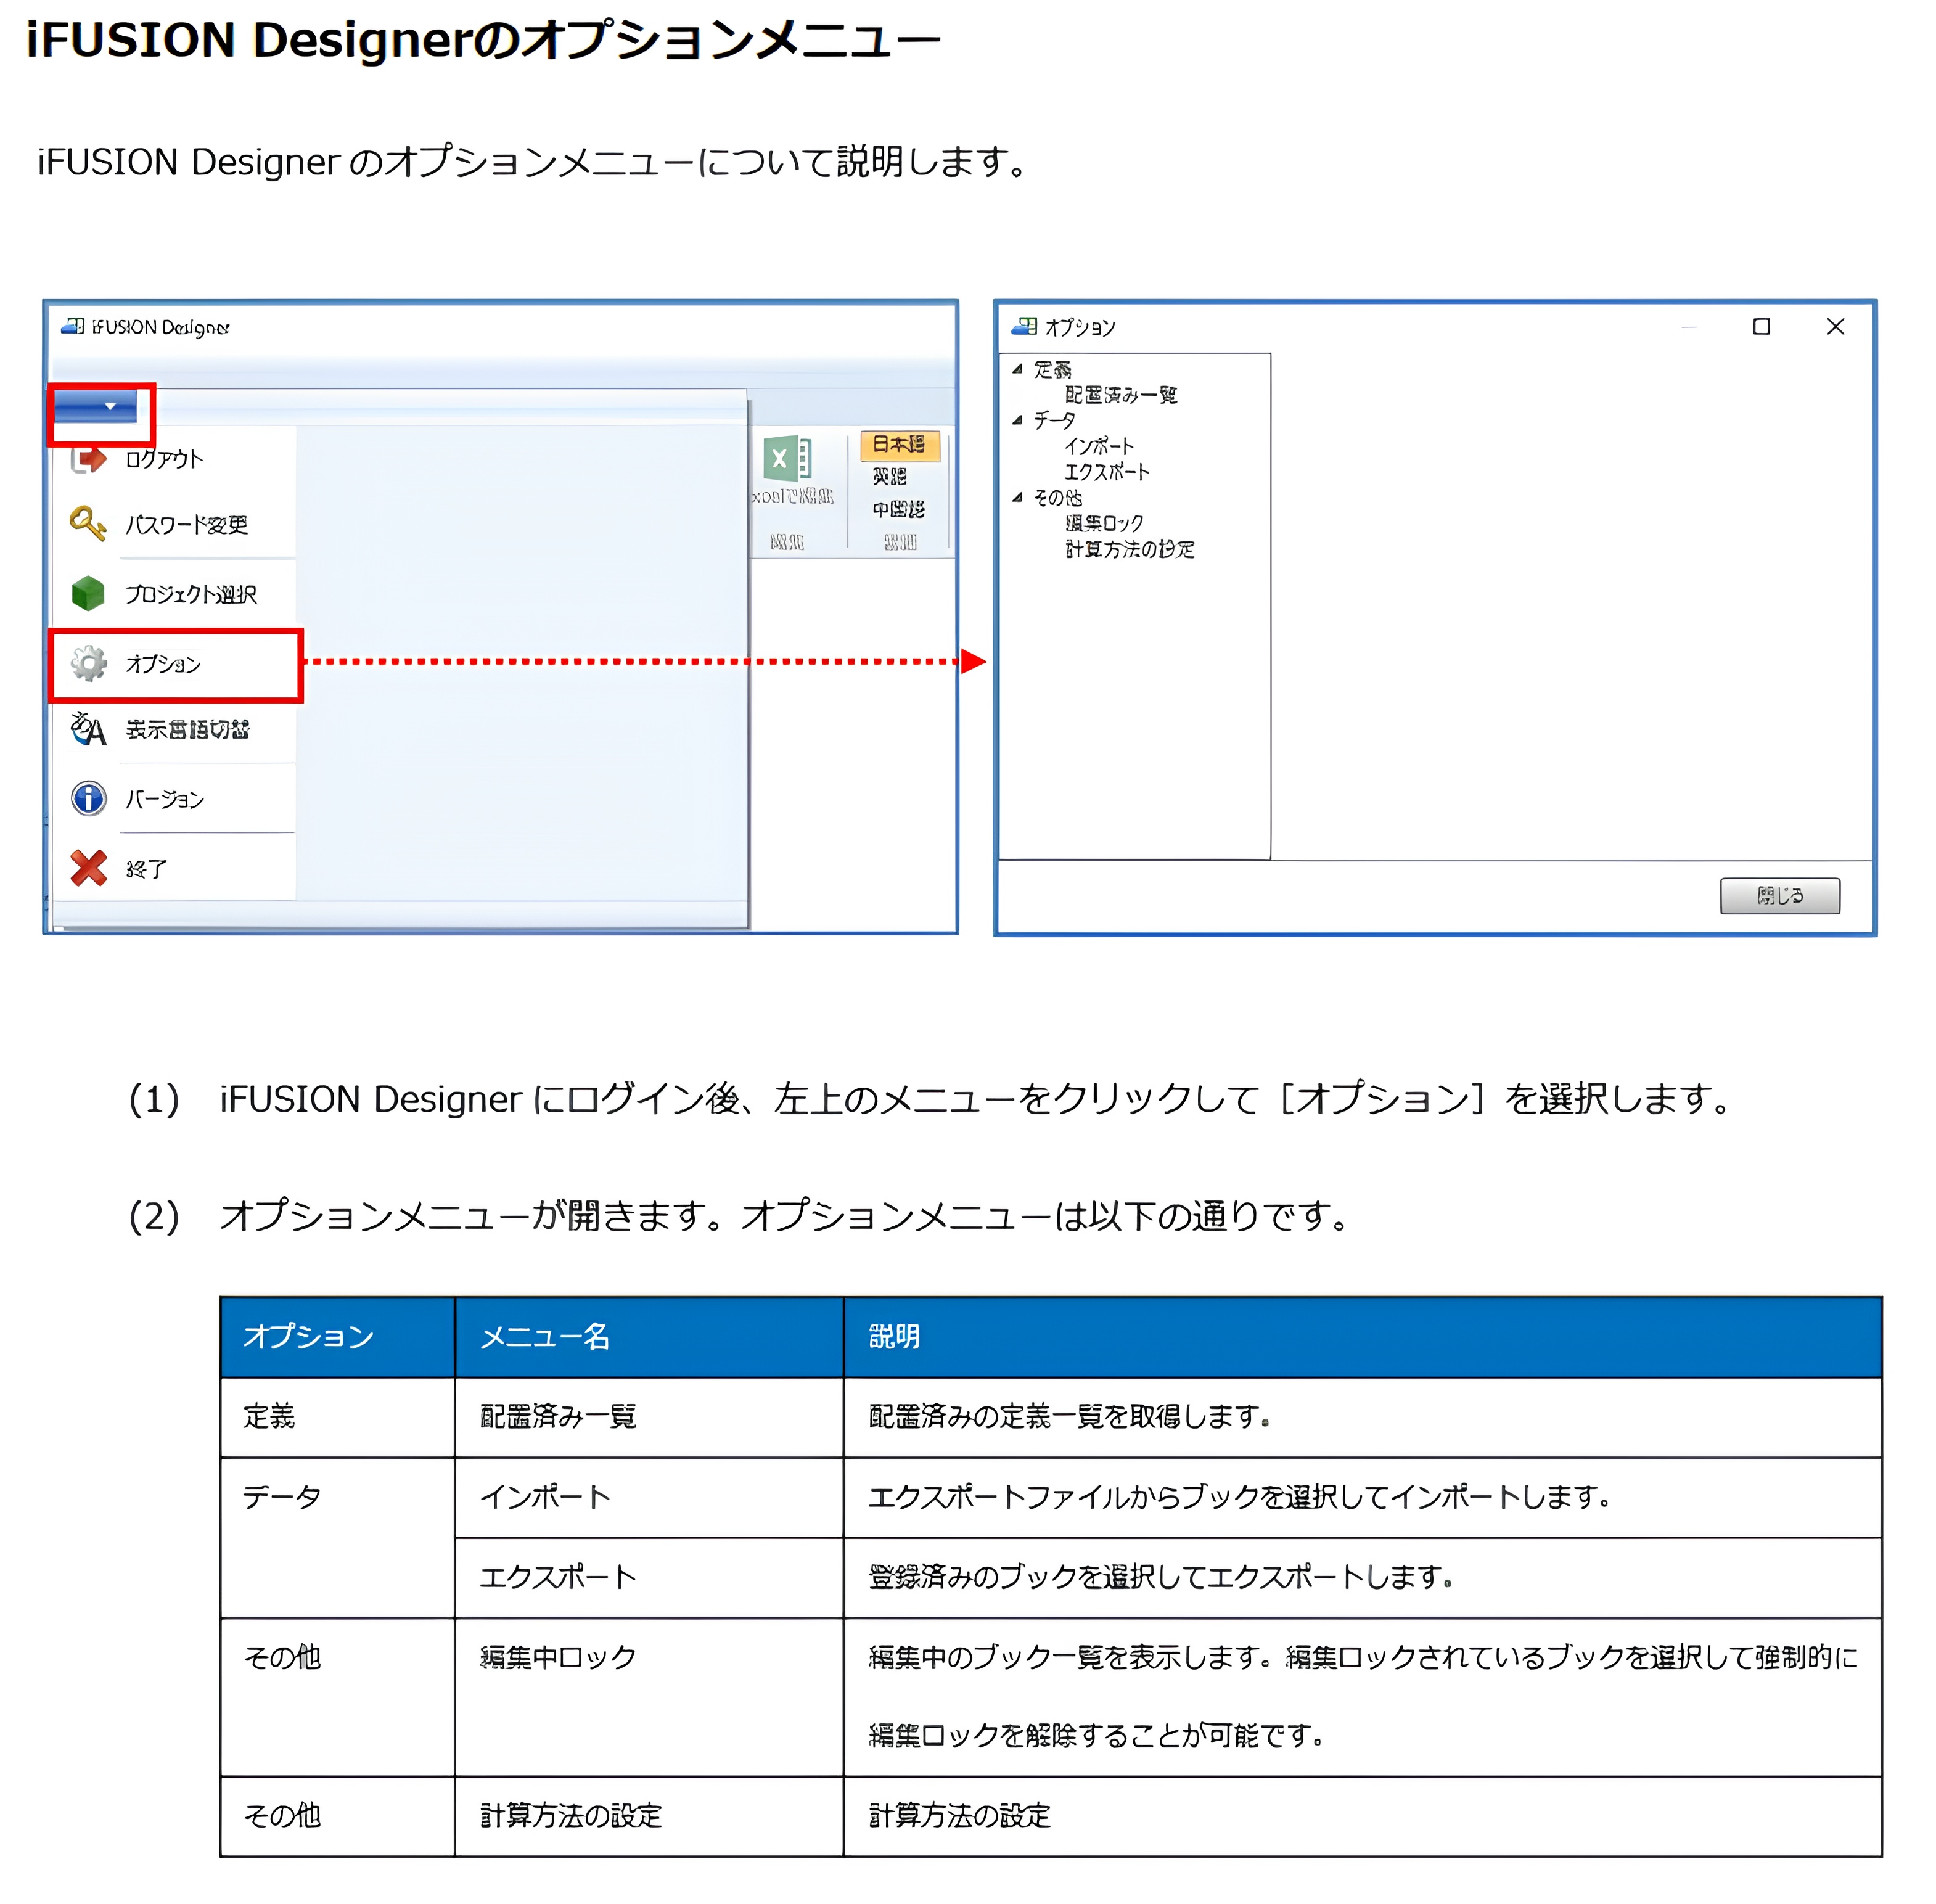 iFUSION Designerのオプションメニュー
iFUSION Designer のオプションメニューについて説明します。
iFUSION Designer
ログアウト
パスワード変更
プロジェクト選択
オプション
表示言語切替
バージョン
終了
日本語
英語
中国語
オプション
定義
配置済み一覧
データ
インポート
エクスポート
その他
編集ロック
計算方法の設定
閉じる
(1) iFUSION Designer にログイン後、左上のメニューをクリックして［オプション］を選択します。
(2) オプションメニューが開きます。オプションメニューは以下の通りです。
オプション メニュー名 説明
定義 配置済み一覧 配置済みの定義一覧を取得します。
データ インポート エクスポートファイルからブックを選択してインポートします。
エクスポート 登録済みのブックを選択してエクスポートします。
その他 編集中ロック 編集中のブック一覧を表示します。編集ロックされているブックを選択して強制的に
編集ロックを解除することが可能です。
その他 計算方法の設定 計算方法の設定